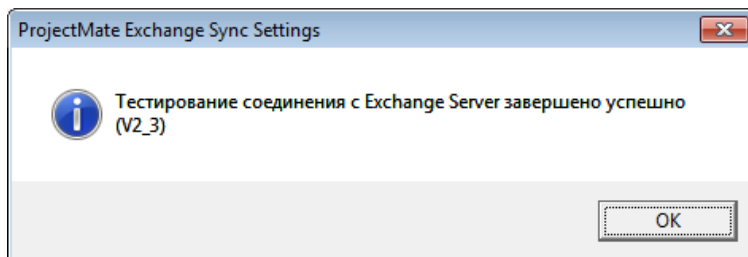 ProjectMate Exchange Sync Settings
Тестирование соединения с Exchange Server завершено успешно
(V2_3)
OK